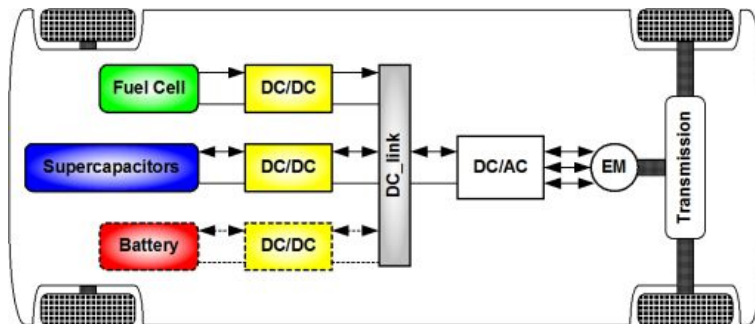 Fuel Cell
DC/DC
Supercapacitors
DC/DC
Battery
DC/DC
DC_link
DC/AC
EM
Transmission